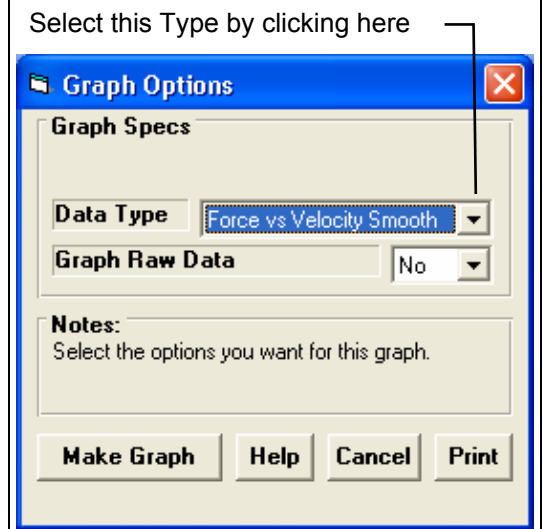 Select this Type by clicking here
Graph Options
Graph Specs
Data Type Force vs Velocity Smooth
Graph Raw Data No
Notes:
Select the options you want for this graph.
Make Graph Help Cancel Print